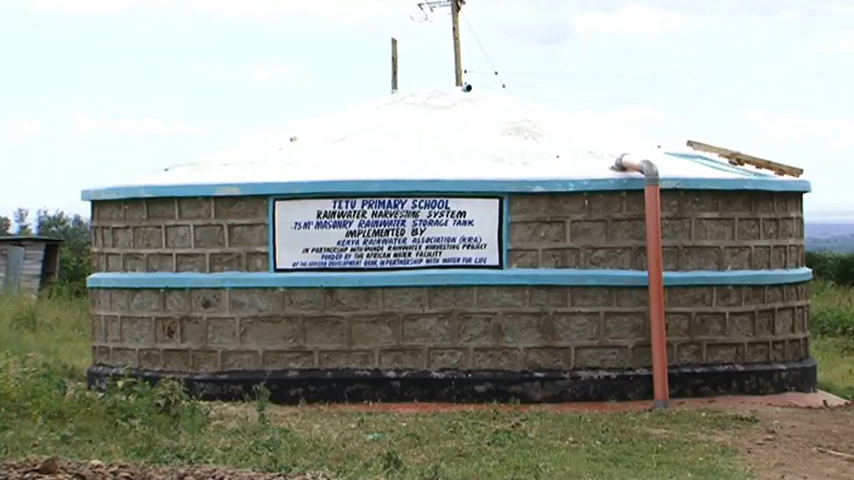 TETU PRIMARY SCHOOL
RAINWATER HARVESTING SYSTEM
75M³ MASONRY RAINWATER STORAGE TANK
IMPLEMENTED BY
KENYA RAINWATER ASSOCIATION (KRA)
IN PARTNERSHIP WITH RAINWATER HARVESTING PROJECT
FUNDED BY THE AFRICAN WATER FACILITY
OF THE AFRICAN DEVELOPMENT BANK IN PARTNERSHIP WITH WATER FOR LIFE